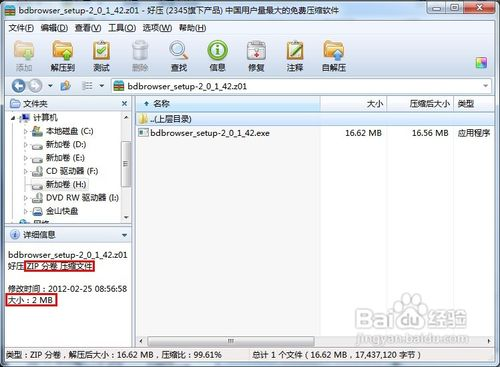 bdbrowser_setup-2_0_1_42.z01 - 好压 (2345旗下产品) 中国用户量最大的免费压缩软件
文件(F) 编辑(D) 查看(V) 工具(O) 选项(N) 帮助(H)
添加 解压到 测试 删除 查找 信息 修复 注释 自解压
bdbrowser_setup-2_0_1_42.z01
文件夹
计算机
本地磁盘 (C:)
新加卷 (D:)
新加卷 (E:)
CD 驱动器 (F:)
新加卷 (H:)
DVD RW 驱动器 (I:)
金山快盘
网络
名称 大小 压缩后大小 类型
..(上层目录)
bdbrowser_setup-2_0_1_42.exe 16.62 MB 16.56 MB 应用程序
详细信息
bdbrowser_setup-2_0_1_42.z01
好压 ZIP 分卷 压缩文件
修改时间：2012-02-25 08:56:58
大小：2 MB
Baidu 经验
jingyan.baidu.com
类型：ZIP 分卷，解压后大小：16.62 MB，压缩比：99.61% 总计 1 个文件 (16.62 MB，17,437,120 字节)